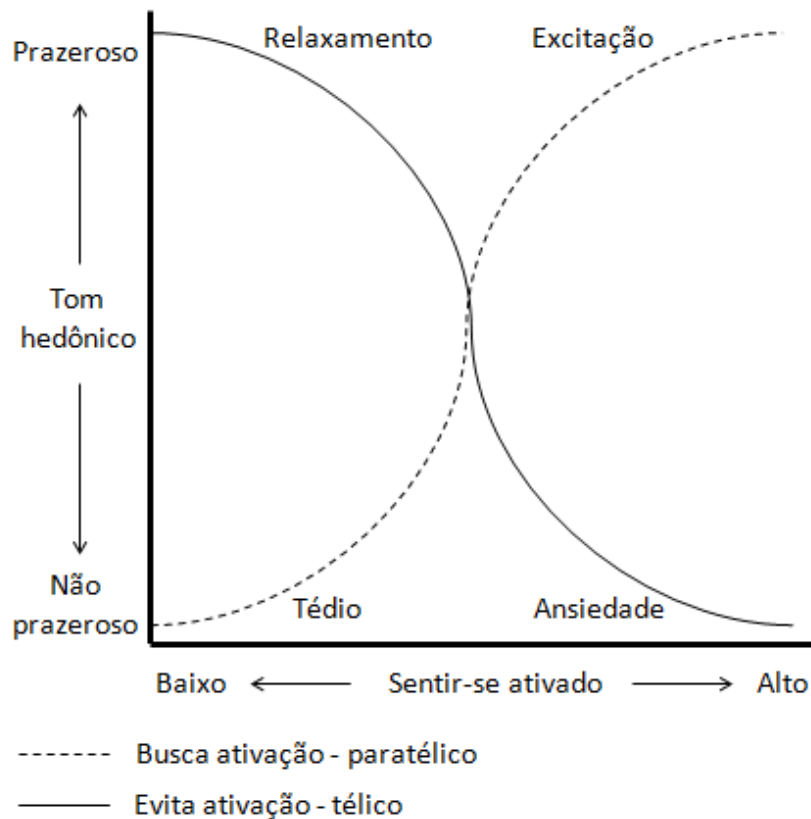 Relaxamento
Excitação
Prazeroso
Tom
hedônico
Não
prazeroso
Tédio
Ansiedade
Baixo
Sentir-se ativado
Alto
Busca ativação - paratélico
Evita ativação - télico